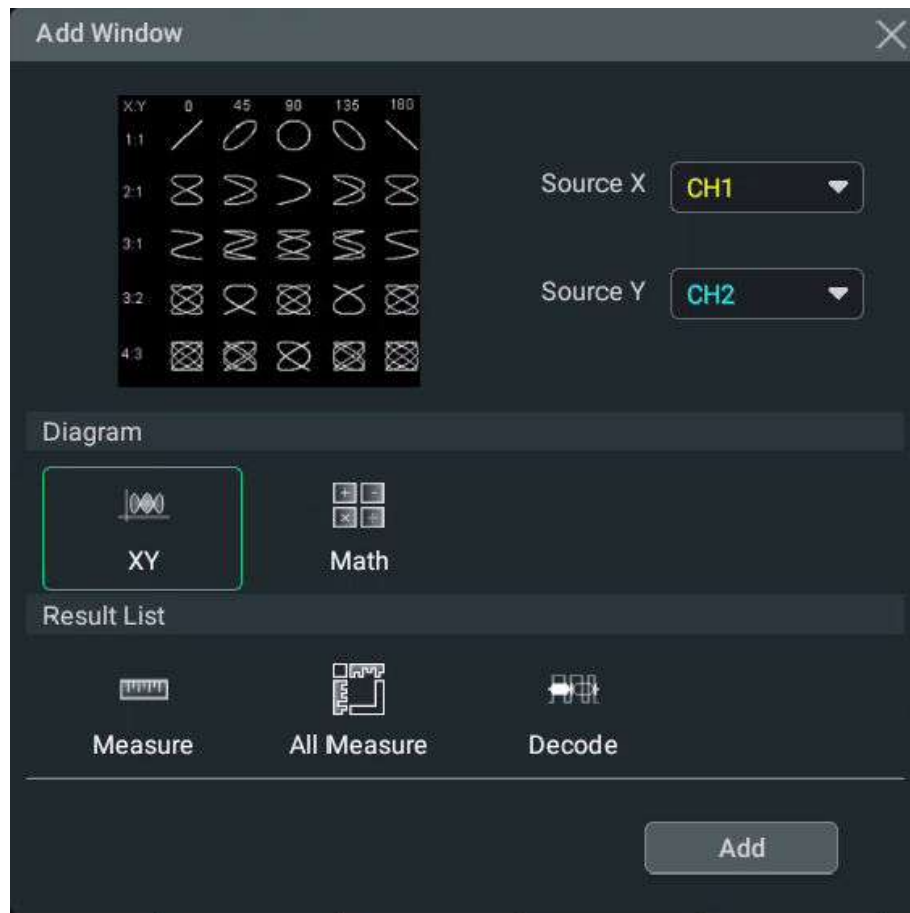 Add Window
X:Y 0 45 90 135 180
1:1
2:1
3:1
3:2
4:3
Source X CH1
Source Y CH2
Diagram
XY Math
Result List
Measure All Measure Decode
Add